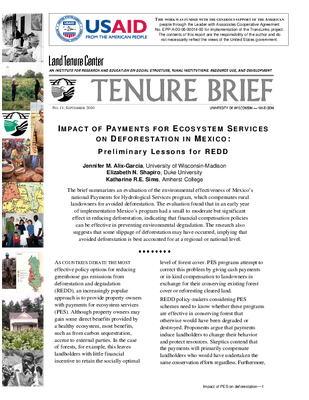 USAID
FROM THE AMERICAN PEOPLE
THIS WORK WAS FUNDED WITH THE GENEROUS SUPPORT OF THE AMERICAN
people through the Leader with Associates Cooperative Agreement
No. EPP-A-00-06-00014-00 for implementation of the TransLinks project.
The contents of this report are the responsibility of the author and do
not necessarily reflect the views of the United States government.
Land Tenure Center
AN INSTITUTE FOR RESEARCH AND EDUCATION ON SOCIAL STRUCTURE, RURAL INSTITUTIONS, RESOURCE USE, AND DEVELOPMENT
TENURE BRIEF
NO. 11, SEPTEMBER 2010
UNIVERSITY OF WISCONSIN — MADISON
IMPACT OF PAYMENTS FOR ECOSYSTEM SERVICES
ON DEFORESTATION IN MEXICO:
Preliminary Lessons for REDD
Jennifer M. Alix-Garcia, University of Wisconsin-Madison
Elizabeth N. Shapiro, Duke University
Katharine R.E. Sims, Amherst College
The brief summarizes an evaluation of the environmental effectiveness of Mexico's
national Payments for Hydrological Services program, which compensates rural
landowners for avoided deforestation. The evaluation found that in an early year
of implementation Mexico's program had a small to moderate but significant
effect in reducing deforestation, indicating that financial compensation policies
can be effective in preventing environmental degradation. The research also
suggests that some slippage of deforestation may have occurred, implying that
avoided deforestation is best accounted for at a regional or national level.
AS COUNTRIES DEBATE THE MOST
effective policy options for reducing
greenhouse gas emissions from
deforestation and degradation
(REDD), an increasingly popular
approach is to provide property owners
with payments for ecosystem services
(PES). Although property owners may
gain some direct benefits provided by
a healthy ecosystem, most benefits,
such as from carbon sequestration,
accrue to external parties. In the case
of forests, for example, this leaves
landholders with little financial
incentive to retain the socially optimal
level of forest cover. PES programs attempt to
correct this problem by giving cash payments
or in-kind compensation to landowners in
exchange for their conserving existing forest
cover or reforesting cleared land.
REDD policy-makers considering PES
schemes need to know whether these programs
are effective in conserving forest that
otherwise would have been degraded or
destroyed. Proponents argue that payments
induce landholders to change their behavior
and protect resources. Skeptics contend that
the payments will primarily compensate
landholders who would have undertaken the
same conservation efforts regardless. Furthermore,
Impact of PES on deforestation—1